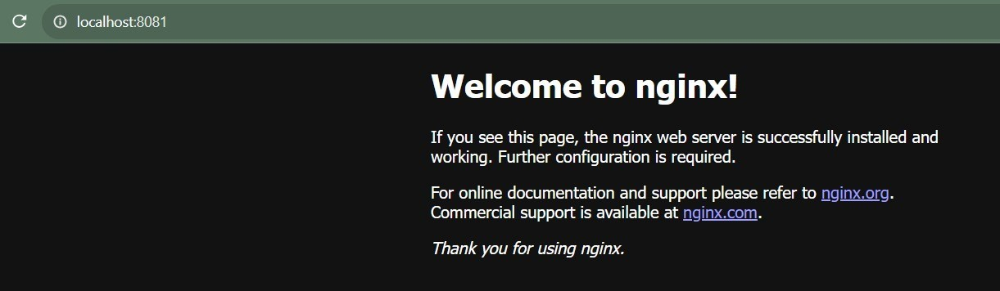 localhost:8081
Welcome to nginx!
If you see this page, the nginx web server is successfully installed and
working. Further configuration is required.
For online documentation and support please refer to nginx.org.
Commercial support is available at nginx.com.
Thank you for using nginx.